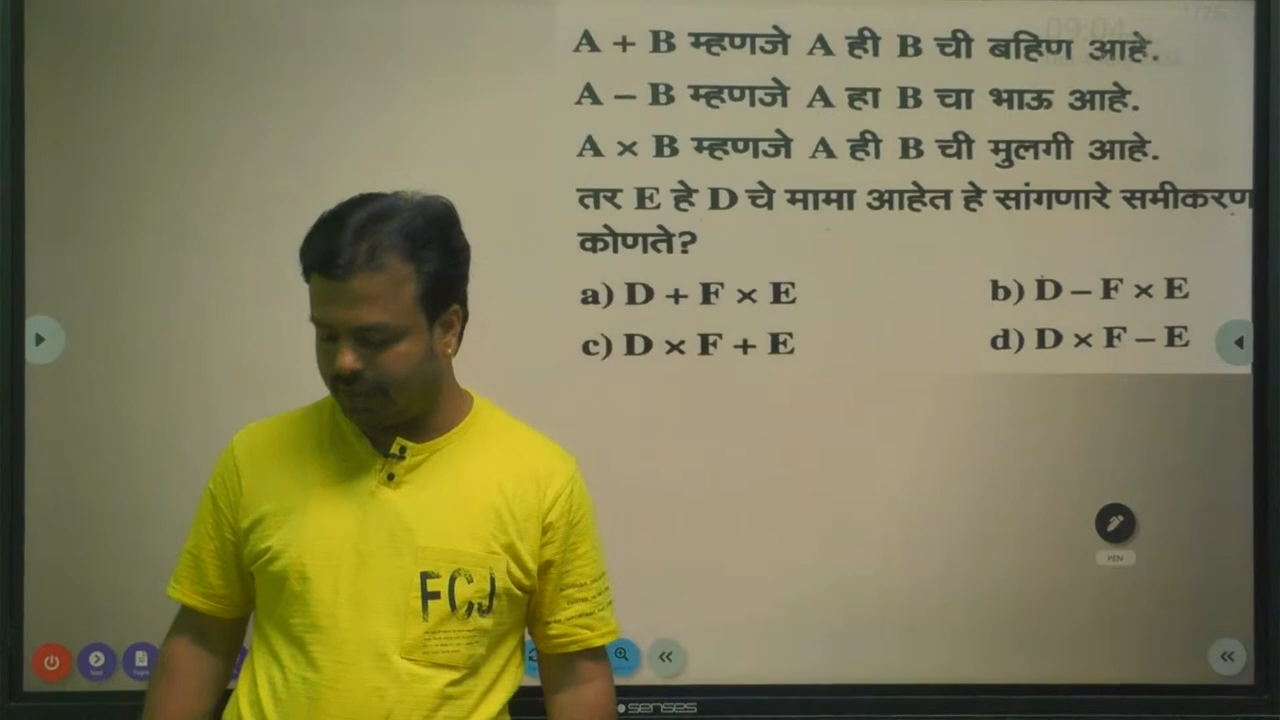 A + B म्हणजे A ही B ची बहिण आहे.
A – B म्हणजे A हा B चा भाऊ आहे.
A × B म्हणजे A ही B ची मुलगी आहे.
तर E हे D चे मामा आहेत हे सांगणारे समीकरण
कोणते?
a) D + F × E
b) D – F × E
c) D × F + E
d) D × F – E
PEN
FCJ
senses